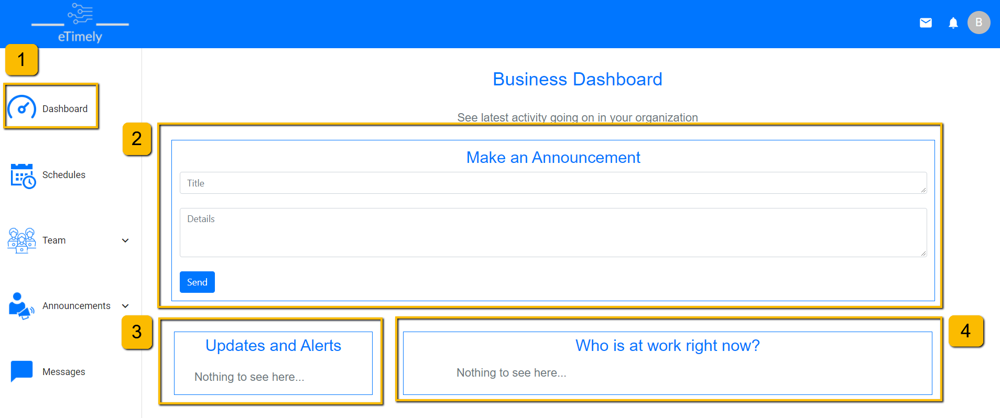 eTimely
B
1
Dashboard
Schedules
Team
Announcements
Messages
Business Dashboard
See latest activity going on in your organization
2
Make an Announcement
Title
Details
Send
3
Updates and Alerts
Nothing to see here...
4
Who is at work right now?
Nothing to see here...